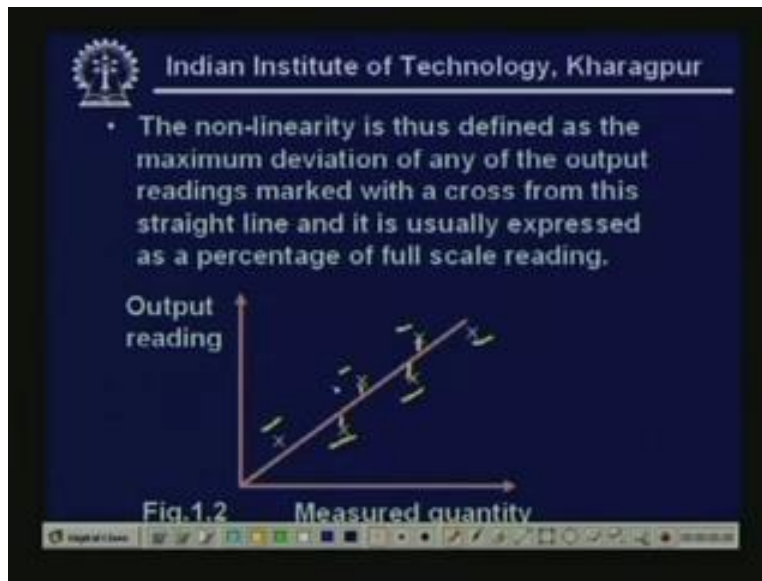 Indian Institute of Technology, Kharagpur
• The non-linearity is thus defined as the
maximum deviation of any of the output
readings marked with a cross from this
straight line and it is usually expressed
as a percentage of full scale reading.
Output
reading
Fig.1.2 Measured quantity